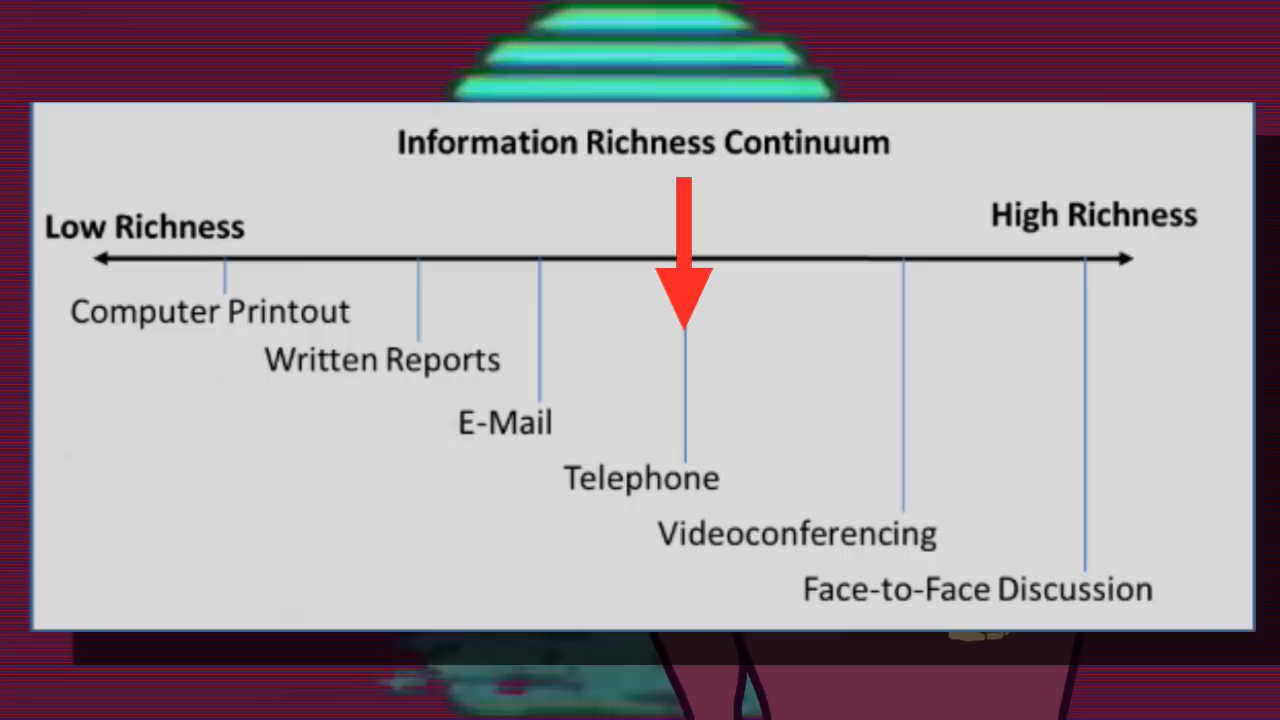 Information Richness Continuum
Low Richness
High Richness
Computer Printout
Written Reports
E-Mail
Telephone
Videoconferencing
Face-to-Face Discussion